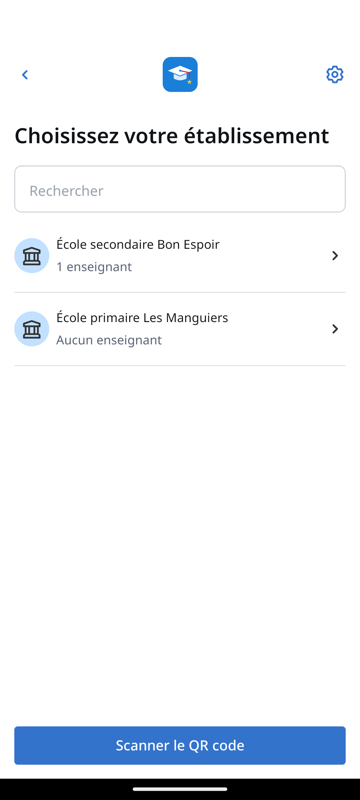 Choisissez votre établissement
Rechercher
École secondaire Bon Espoir
1 enseignant
École primaire Les Manguiers
Aucun enseignant
Scanner le QR code